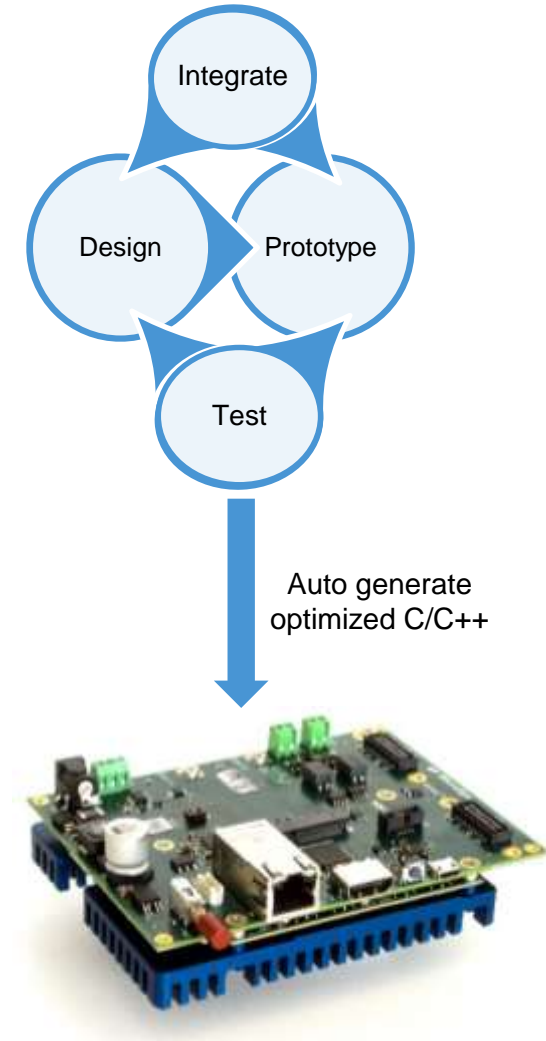 Integrate
Design
Prototype
Test
Auto generate
optimized C/C++